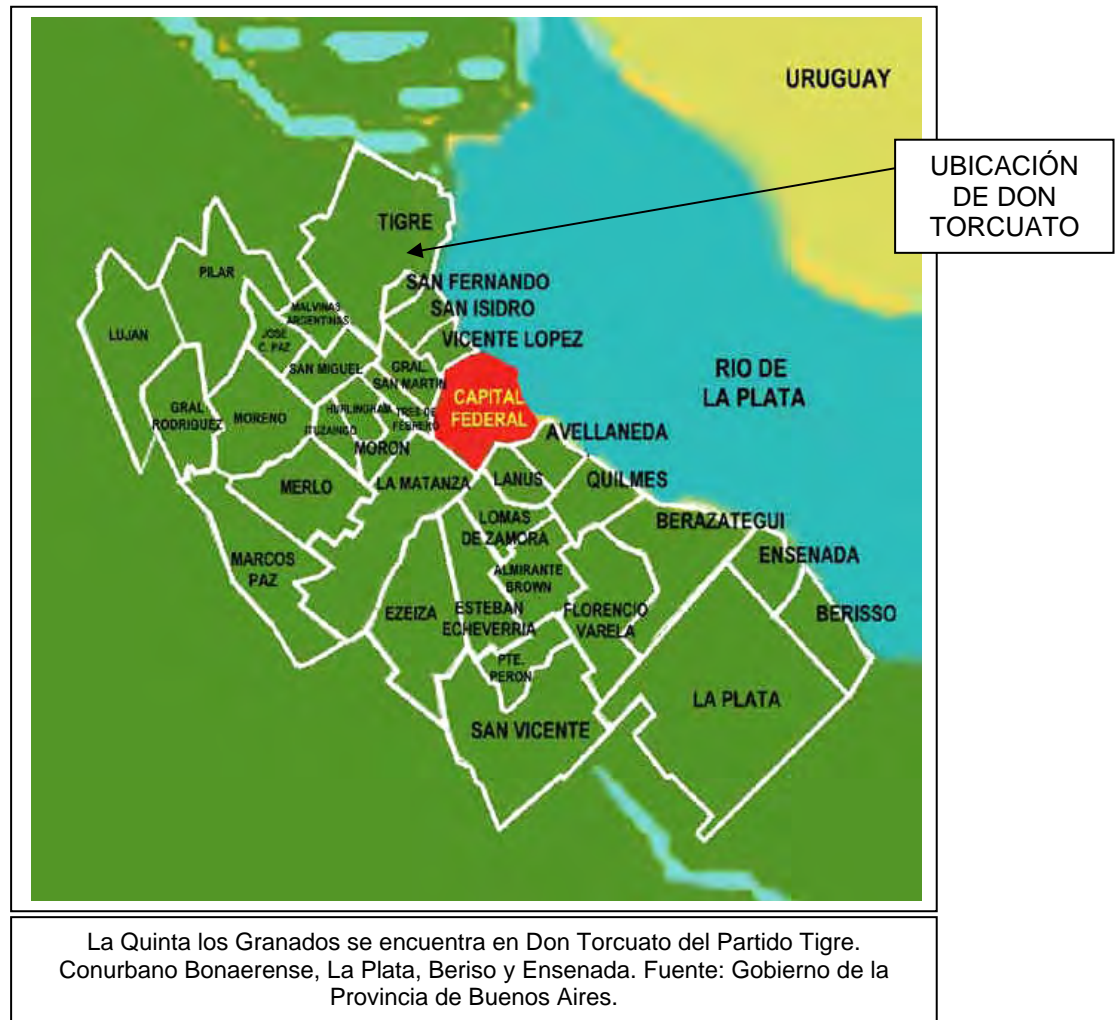 URUGUAY
UBICACIÓN
DE DON
TORCUATO
TIGRE
PILAR
SAN FERNANDO
SAN ISIDRO
MALVINAS
ARGENTINAS
LUJAN
JOSE
C. PAZ
VICENTE LOPEZ
SAN MIGUEL
GRAL.
SAN MARTIN
RIO DE
LA PLATA
CAPITAL
FEDERAL
GRAL
RODRIGUEZ
MORENO
HURLINGHAM
TRES DE
FEBRERO
ITUZAINGO
MORON
AVELLANEDA
MERLO
LA MATANZA
LANUS
QUILMES
LOMAS
DE ZAMORA
BERAZATEGUI
ENSENADA
MARCOS
PAZ
ALMIRANTE
BROWN
EZEIZA
ESTEBAN
ECHEVERRIA
FLORENCIO
VARELA
BERISSO
PTE.
PERON
LA PLATA
SAN VICENTE
La Quinta los Granados se encuentra en Don Torcuato del Partido Tigre.
Conurbano Bonaerense, La Plata, Beriso y Ensenada. Fuente: Gobierno de la
Provincia de Buenos Aires.